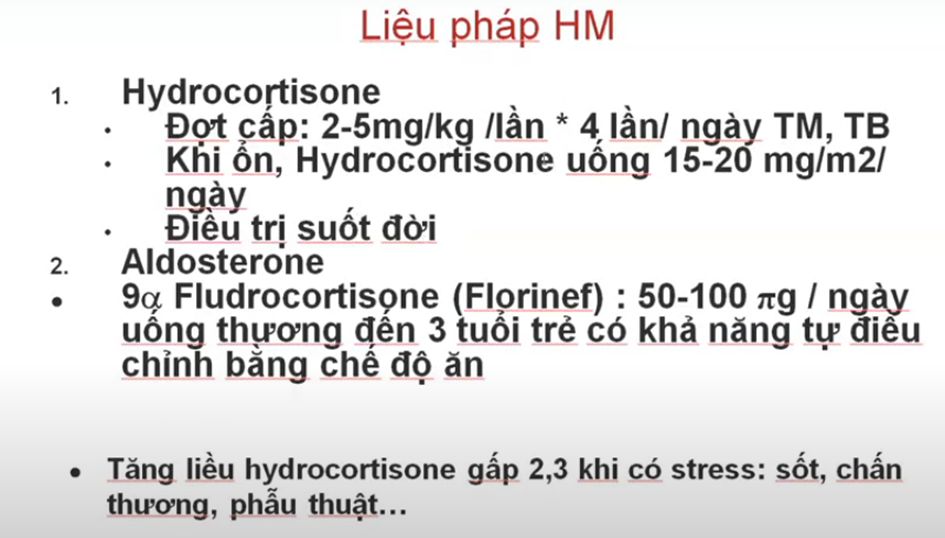 Liệu pháp HM
1. Hydrocortisone
• Đợt cấp: 2-5mg/kg /lần * 4 lần/ ngày TM, TB
• Khi ổn, Hydrocortisone uống 15-20 mg/m2/
ngày
• Điều trị suốt đời
2. Aldosterone
• 9α Fludrocortisone (Florinef) : 50-100 πg / ngày
uống thương đến 3 tuổi trẻ có khả năng tự điều
chỉnh bằng chế độ ăn
• Tăng liều hydrocortisone gấp 2,3 khi có stress: sốt, chấn
thương, phẫu thuật...